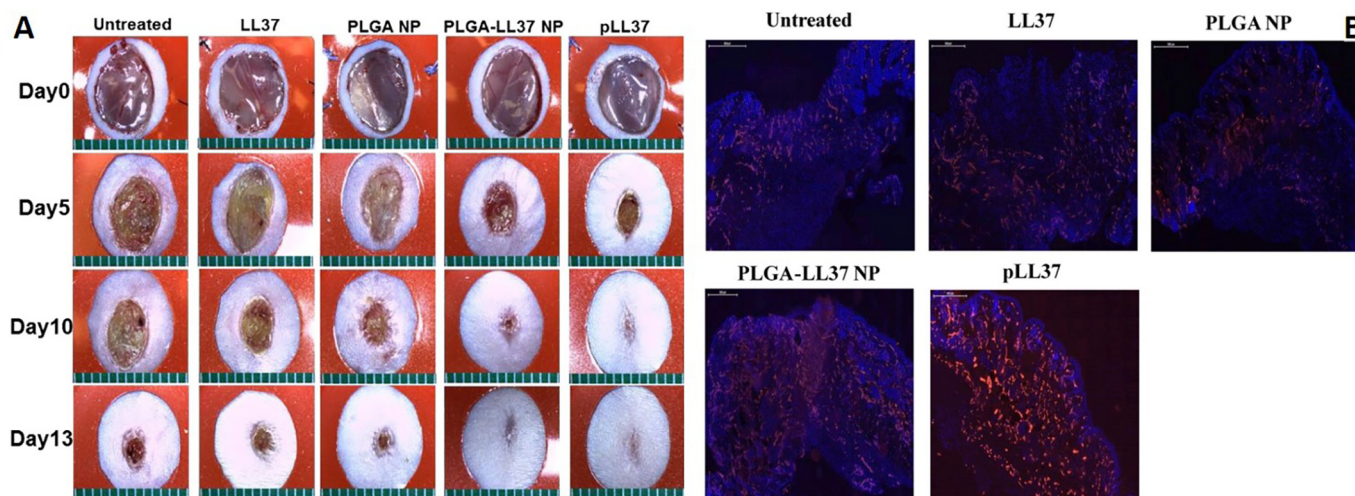 A
Untreated LL37 PLGA NP PLGA-LL37 NP pLL37
Day0
Day5
Day10
Day13
Untreated LL37 PLGA NP
B
PLGA-LL37 NP pLL37